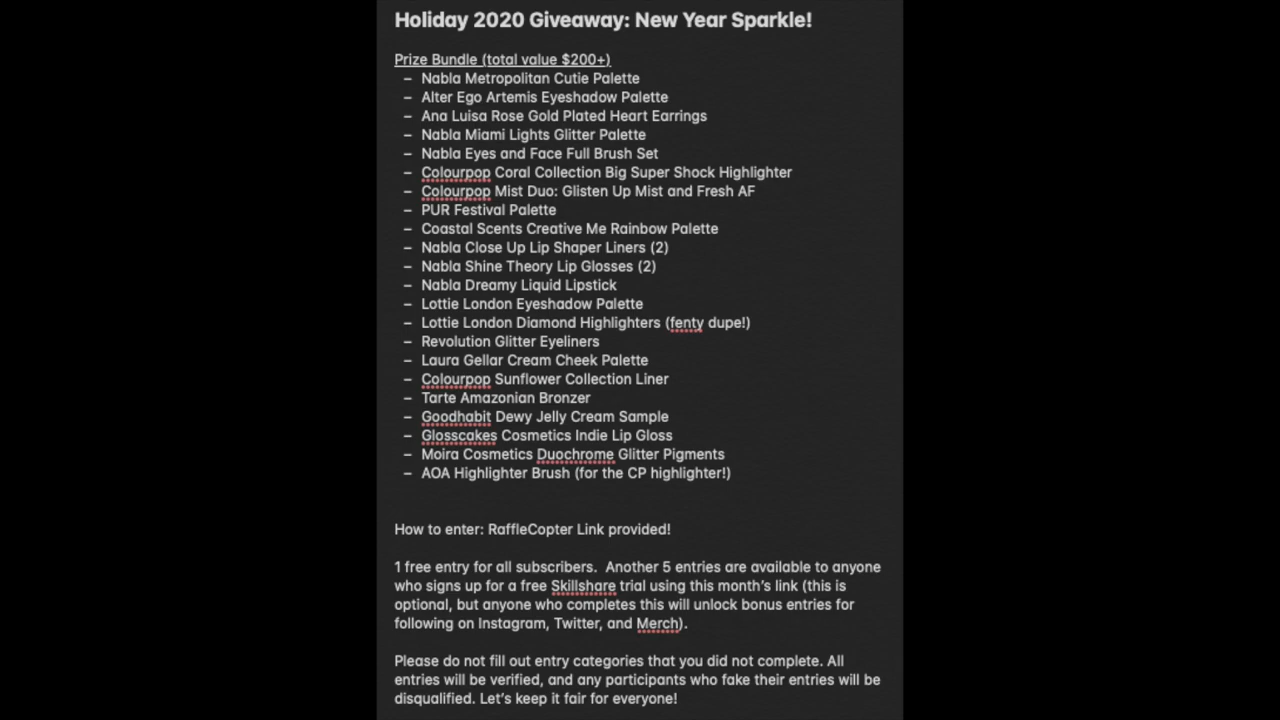 Holiday 2020 Giveaway: New Year Sparkle!
Prize Bundle (total value $200+)
– Nabla Metropolitan Cutie Palette
– Alter Ego Artemis Eyeshadow Palette
– Ana Luisa Rose Gold Plated Heart Earrings
– Nabla Miami Lights Glitter Palette
– Nabla Eyes and Face Full Brush Set
– Colourpop Coral Collection Big Super Shock Highlighter
– Colourpop Mist Duo: Glisten Up Mist and Fresh AF
– PUR Festival Palette
– Coastal Scents Creative Me Rainbow Palette
– Nabla Close Up Lip Shaper Liners (2)
– Nabla Shine Theory Lip Glosses (2)
– Nabla Dreamy Liquid Lipstick
– Lottie London Eyeshadow Palette
– Lottie London Diamond Highlighters (fenty dupe!)
– Revolution Glitter Eyeliners
– Laura Gellar Cream Cheek Palette
– Colourpop Sunflower Collection Liner
– Tarte Amazonian Bronzer
– Goodhabit Dewy Jelly Cream Sample
– Glosscakes Cosmetics Indie Lip Gloss
– Moira Cosmetics Duochrome Glitter Pigments
– AOA Highlighter Brush (for the CP highlighter!)
How to enter: RaffleCopter Link provided!
1 free entry for all subscribers.  Another 5 entries are available to anyone
who signs up for a free Skillshare trial using this month's link (this is
optional, but anyone who completes this will unlock bonus entries for
following on Instagram, Twitter, and Merch).
Please do not fill out entry categories that you did not complete. All
entries will be verified, and any participants who fake their entries will be
disqualified. Let's keep it fair for everyone!